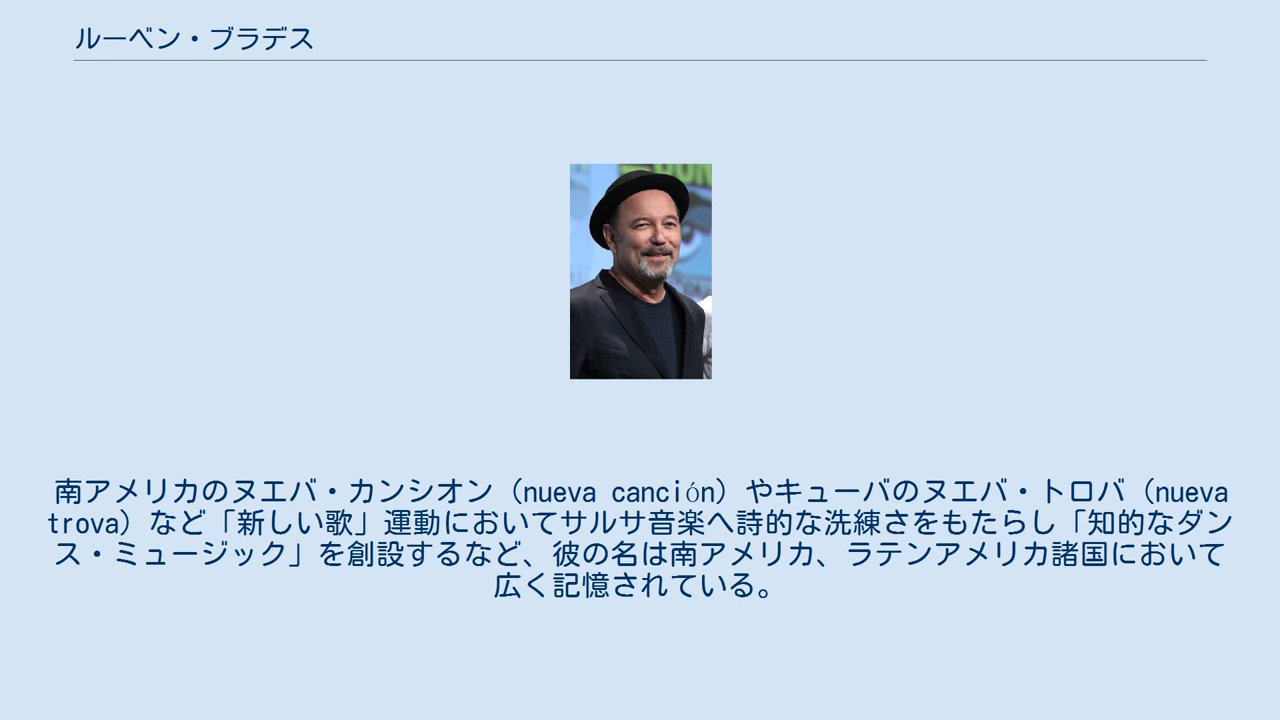 ルーベン・ブラデス
南アメリカのヌエバ・カンシオン（nueva canción）やキューバのヌエバ・トロバ（nueva
trova）など「新しい歌」運動においてサルサ音楽へ詩的な洗練さをもたらし「知的なダン
ス・ミュージック」を創設するなど、彼の名は南アメリカ、ラテンアメリカ諸国において
広く記憶されている。